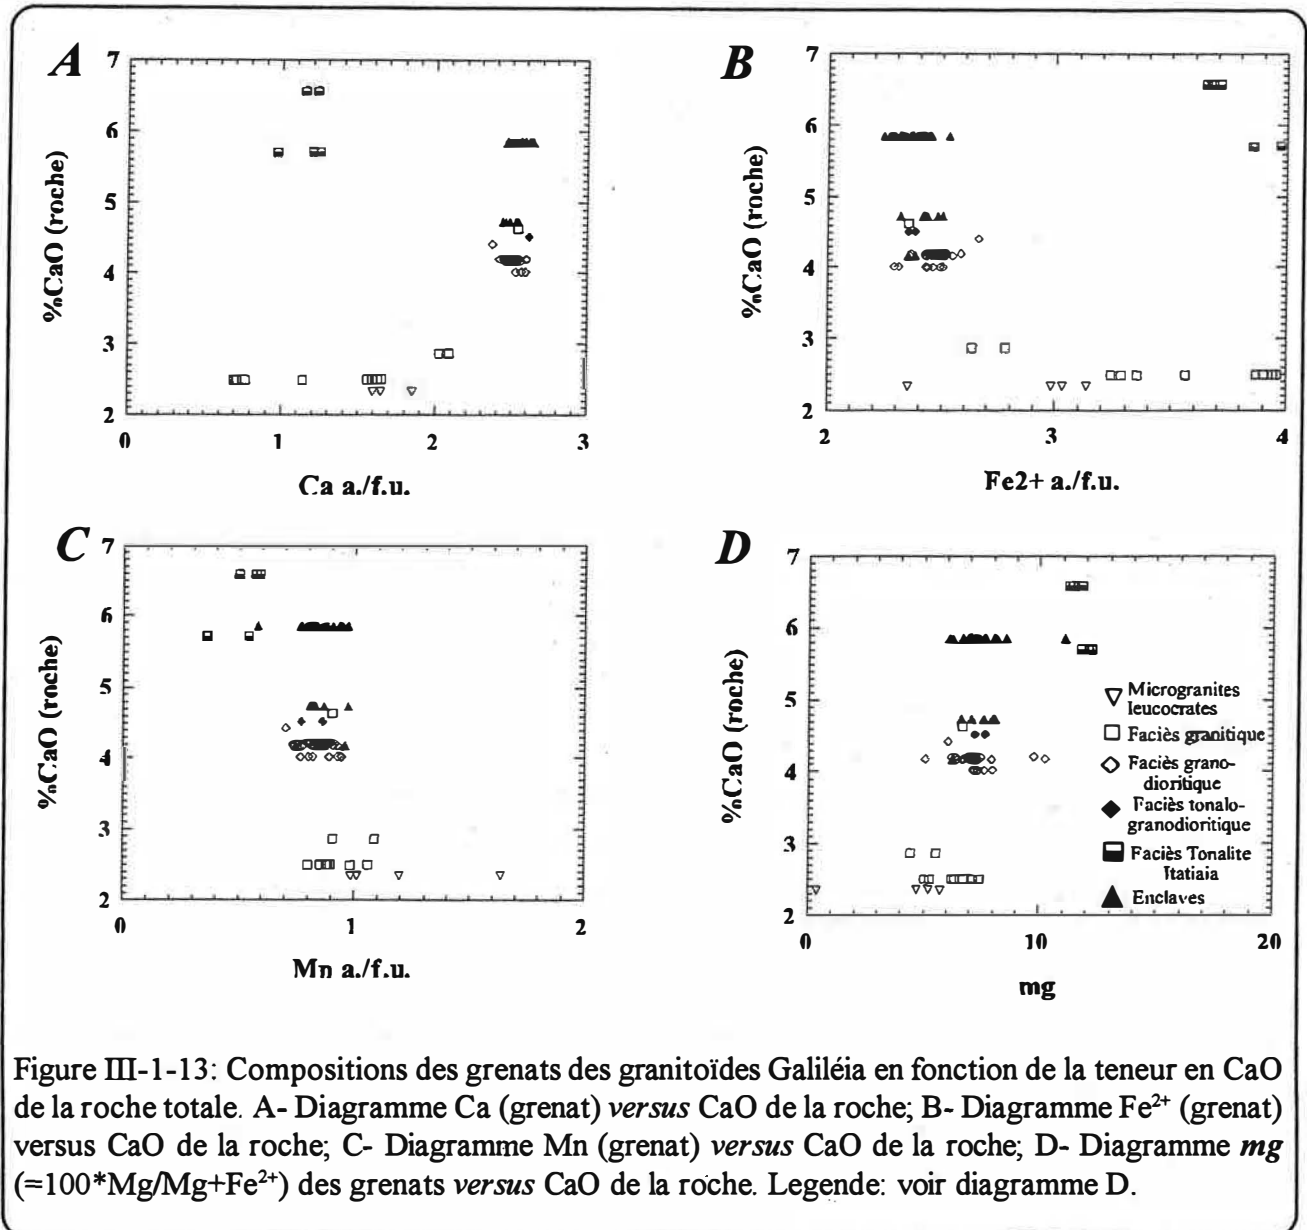 A
7
6
5
4
3
2
%CaO (roche)
0
1
2
3
Ca a./f.u.
B
7
6
5
4
3
2
%CaO (roche)
2
3
4
Fe2+ a./f.u.
C
7
6
5
4
3
2
%CaO (roche)
0
1
2
Mn a./f.u.
D
7
6
5
4
3
2
%CaO (roche)
0
10
20
mg
Microgranites
leucocrates
Faciès granitique
Faciès grano-
dioritique
Faciès tonalo-
granodioritique
Faciès Tonalite
Itatiaia
Enclaves
Figure III-1-13: Compositions des grenats des granitoïdes Galiléia en fonction de la teneur en CaO
de la roche totale. A- Diagramme Ca (grenat) versus CaO de la roche; B- Diagramme Fe²⁺ (grenat)
versus CaO de la roche; C- Diagramme Mn (grenat) versus CaO de la roche; D- Diagramme mg
(=100*Mg/Mg+Fe²⁺) des grenats versus CaO de la roche. Legende: voir diagramme D.